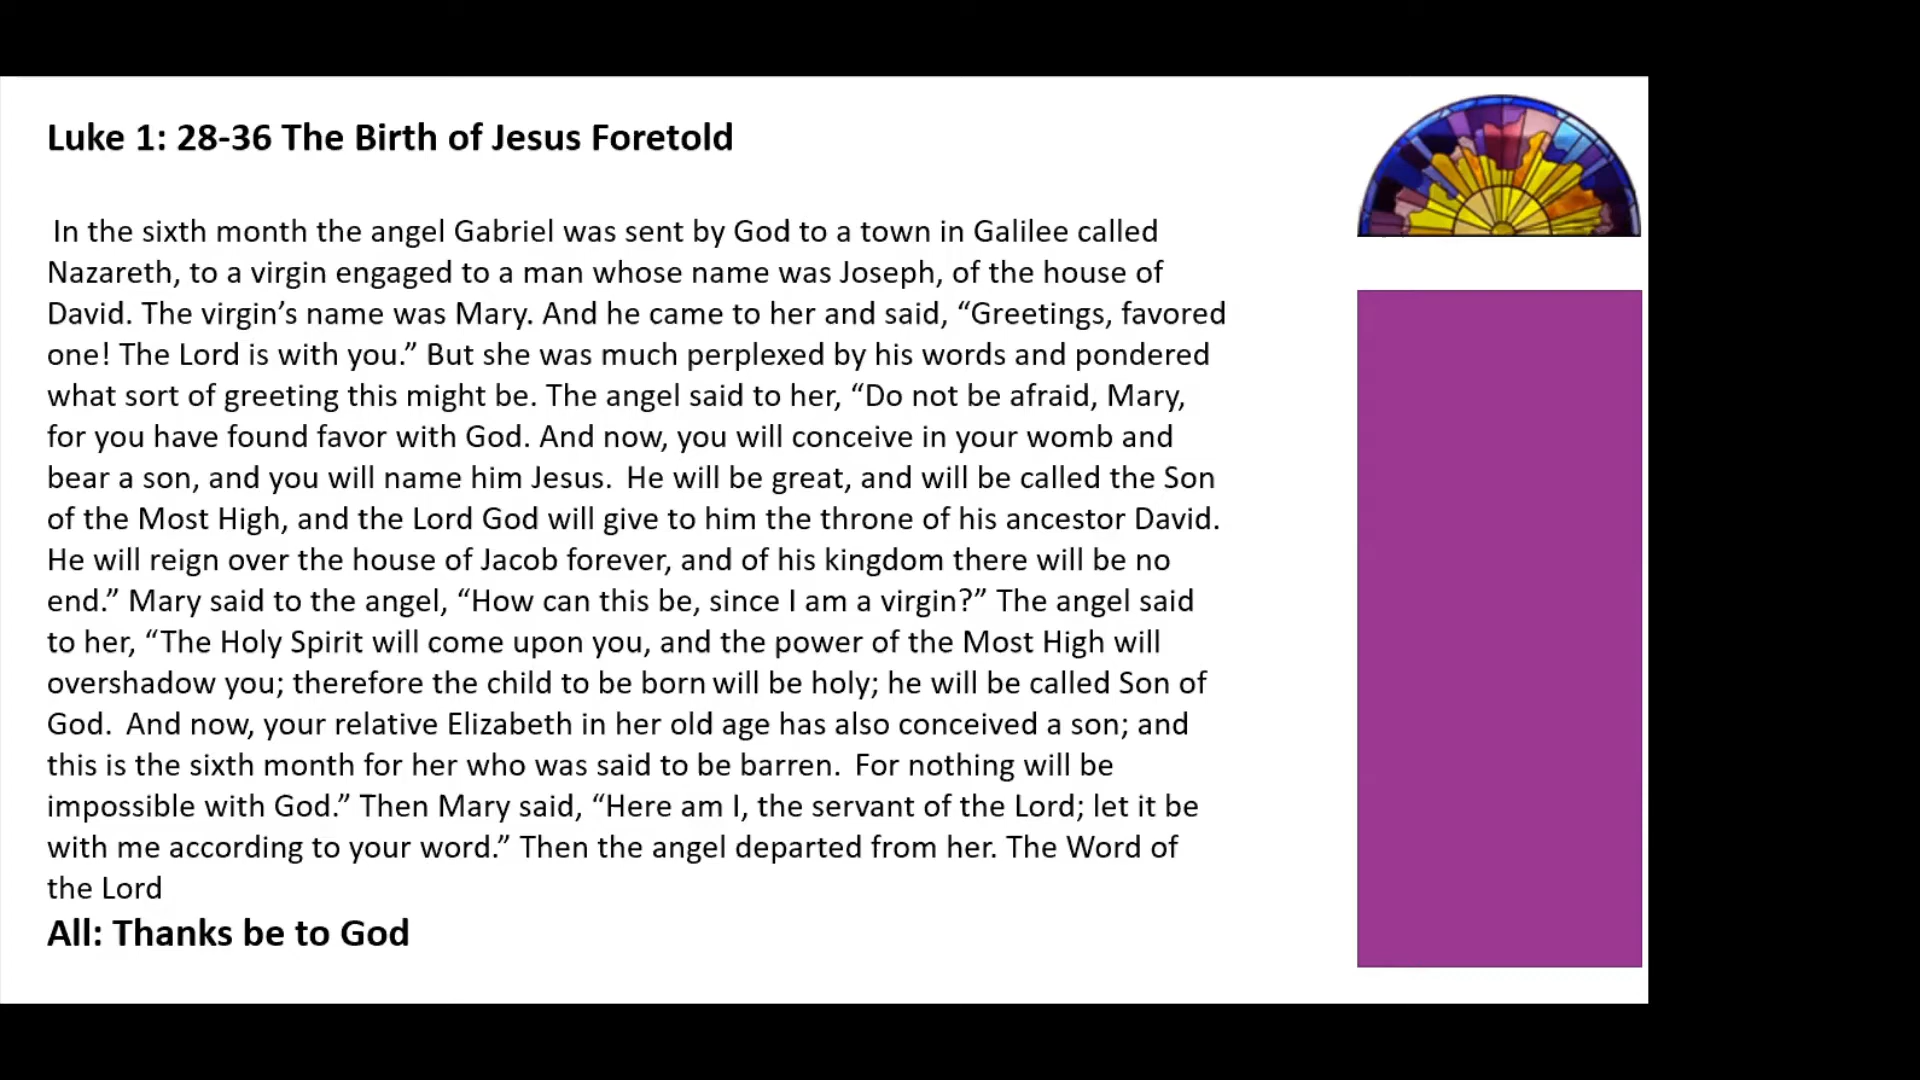 Luke 1: 28-36 The Birth of Jesus Foretold
In the sixth month the angel Gabriel was sent by God to a town in Galilee called
Nazareth, to a virgin engaged to a man whose name was Joseph, of the house of
David. The virgin’s name was Mary. And he came to her and said, “Greetings, favored
one! The Lord is with you.” But she was much perplexed by his words and pondered
what sort of greeting this might be. The angel said to her, “Do not be afraid, Mary,
for you have found favor with God. And now, you will conceive in your womb and
bear a son, and you will name him Jesus. He will be great, and will be called the Son
of the Most High, and the Lord God will give to him the throne of his ancestor David.
He will reign over the house of Jacob forever, and of his kingdom there will be no
end.” Mary said to the angel, “How can this be, since I am a virgin?” The angel said
to her, “The Holy Spirit will come upon you, and the power of the Most High will
overshadow you; therefore the child to be born will be holy; he will be called Son of
God. And now, your relative Elizabeth in her old age has also conceived a son; and
this is the sixth month for her who was said to be barren. For nothing will be
impossible with God.” Then Mary said, “Here am I, the servant of the Lord; let it be
with me according to your word.” Then the angel departed from her. The Word of
the Lord
All: Thanks be to God